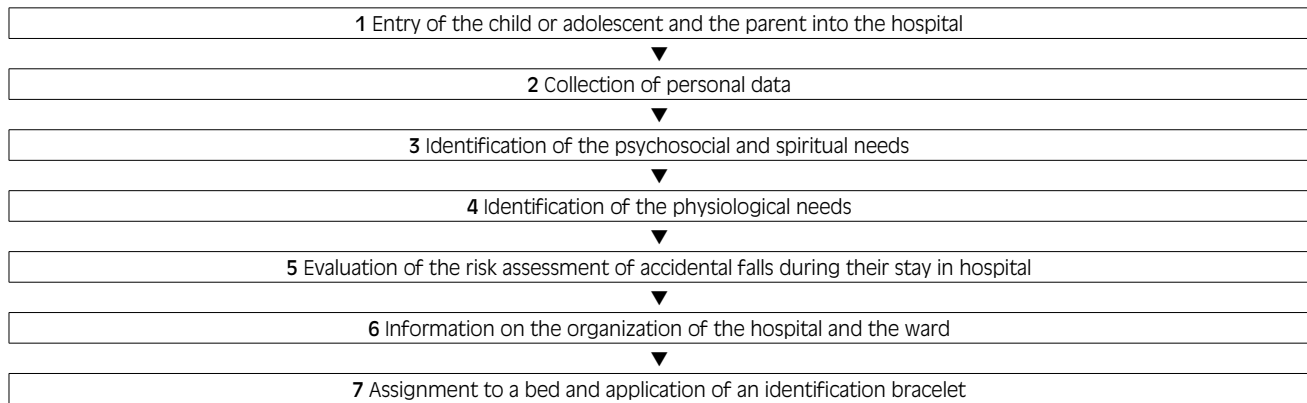 1 Entry of the child or adolescent and the parent into the hospital
▼
2 Collection of personal data
▼
3 Identification of the psychosocial and spiritual needs
▼
4 Identification of the physiological needs
▼
5 Evaluation of the risk assessment of accidental falls during their stay in hospital
▼
6 Information on the organization of the hospital and the ward
▼
7 Assignment to a bed and application of an identification bracelet